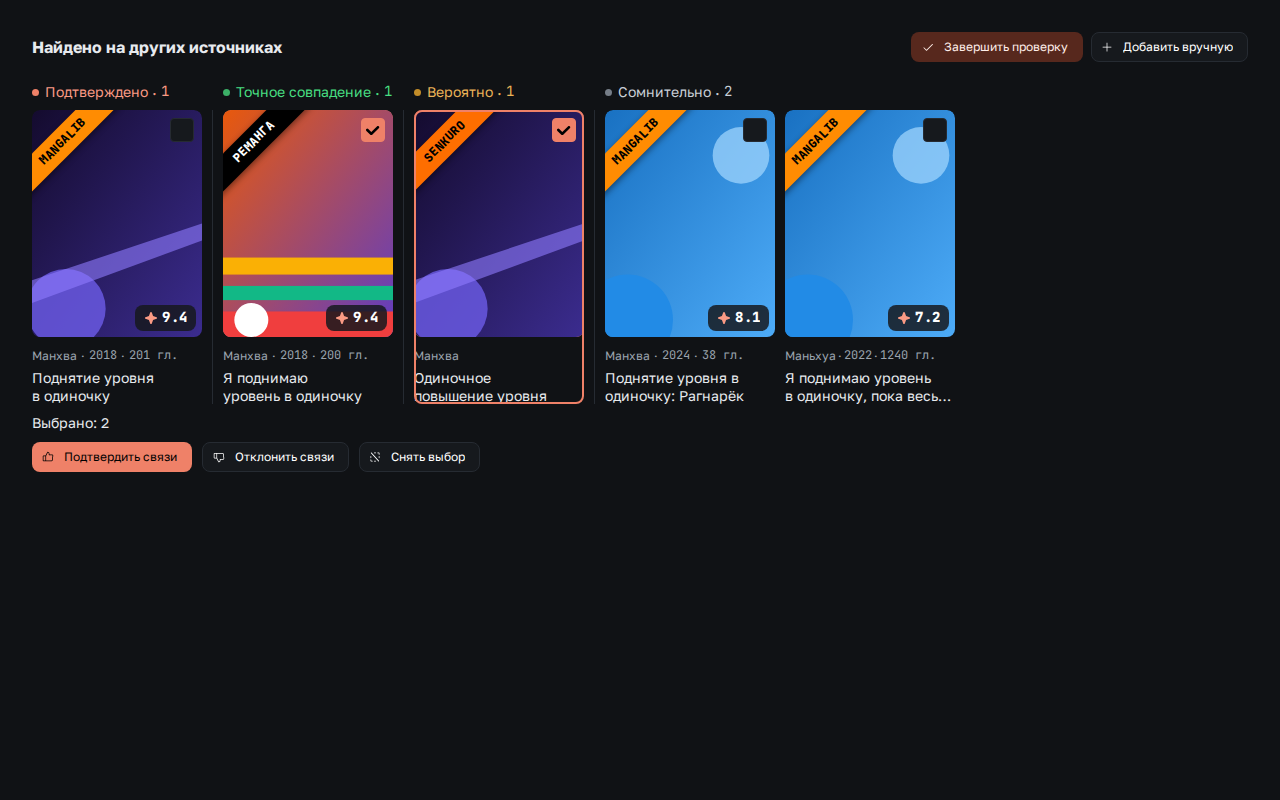 Найдено на других источниках
Завершить проверку
Добавить вручную
Подтверждено · 1
Точное совпадение · 1
Вероятно · 1
Сомнительно · 2
MANGALIB
РЕМАНГА
SENKURO
MANGALIB
MANGALIB
9.4
9.4
8.1
7.2
Манхва · 2018 · 201 гл.
Поднятие уровня
в одиночку
Манхва · 2018 · 200 гл.
Я поднимаю
уровень в одиночку
Манхва
Одиночное
повышение уровня
Манхва · 2024 · 38 гл.
Поднятие уровня в
одиночку: Рагнарёк
Маньхуа · 2022 · 1240 гл.
Я поднимаю уровень
в одиночку, пока весь…
Выбрано: 2
Подтвердить связи
Отклонить связи
Снять выбор